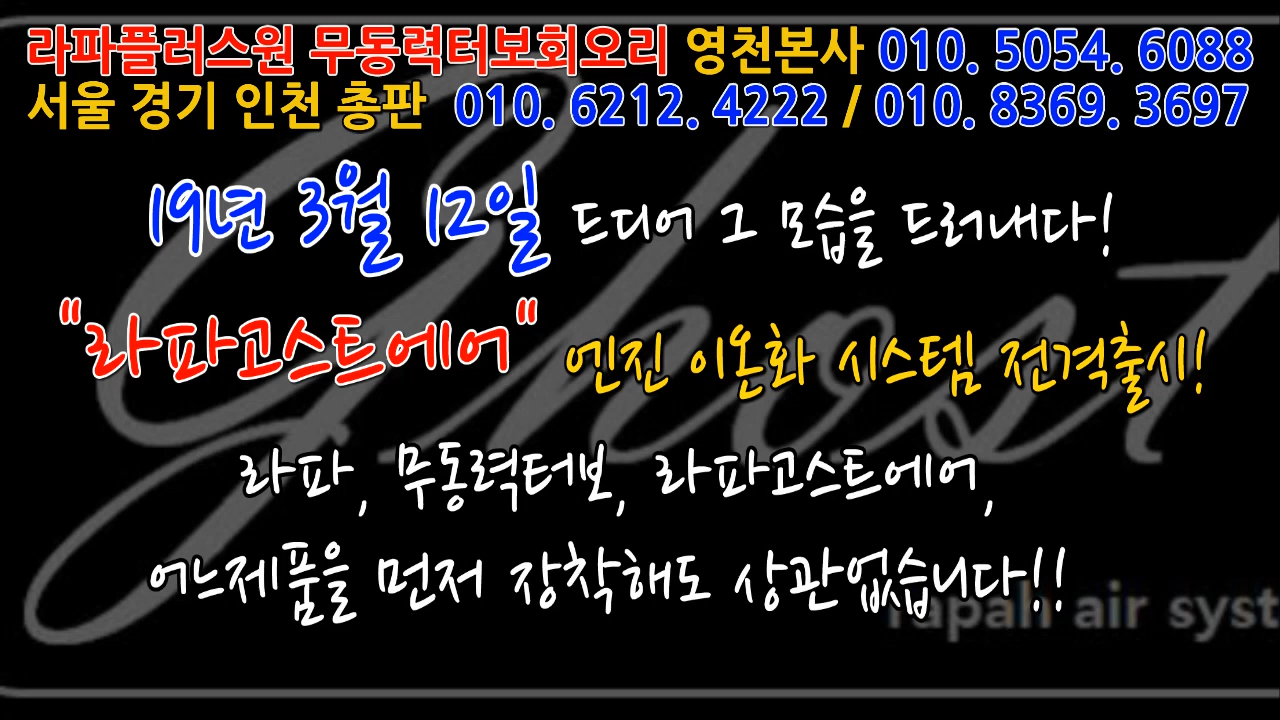 라파플러스원 무동력터보회오리 영천본사 010. 5054. 6088
서울 경기 인천 총판 010. 6212. 4222 / 010. 8369. 3697
19년 3월 12일 드디어 그 모습을 드러내다!
"라파고스트에어" 엔진 이온화 시스템 전격출시!
라파, 무동력터보, 라파고스트에어,
어느제품을 먼저 장착해도 상관없습니다!!
Ghost
rapah air syst